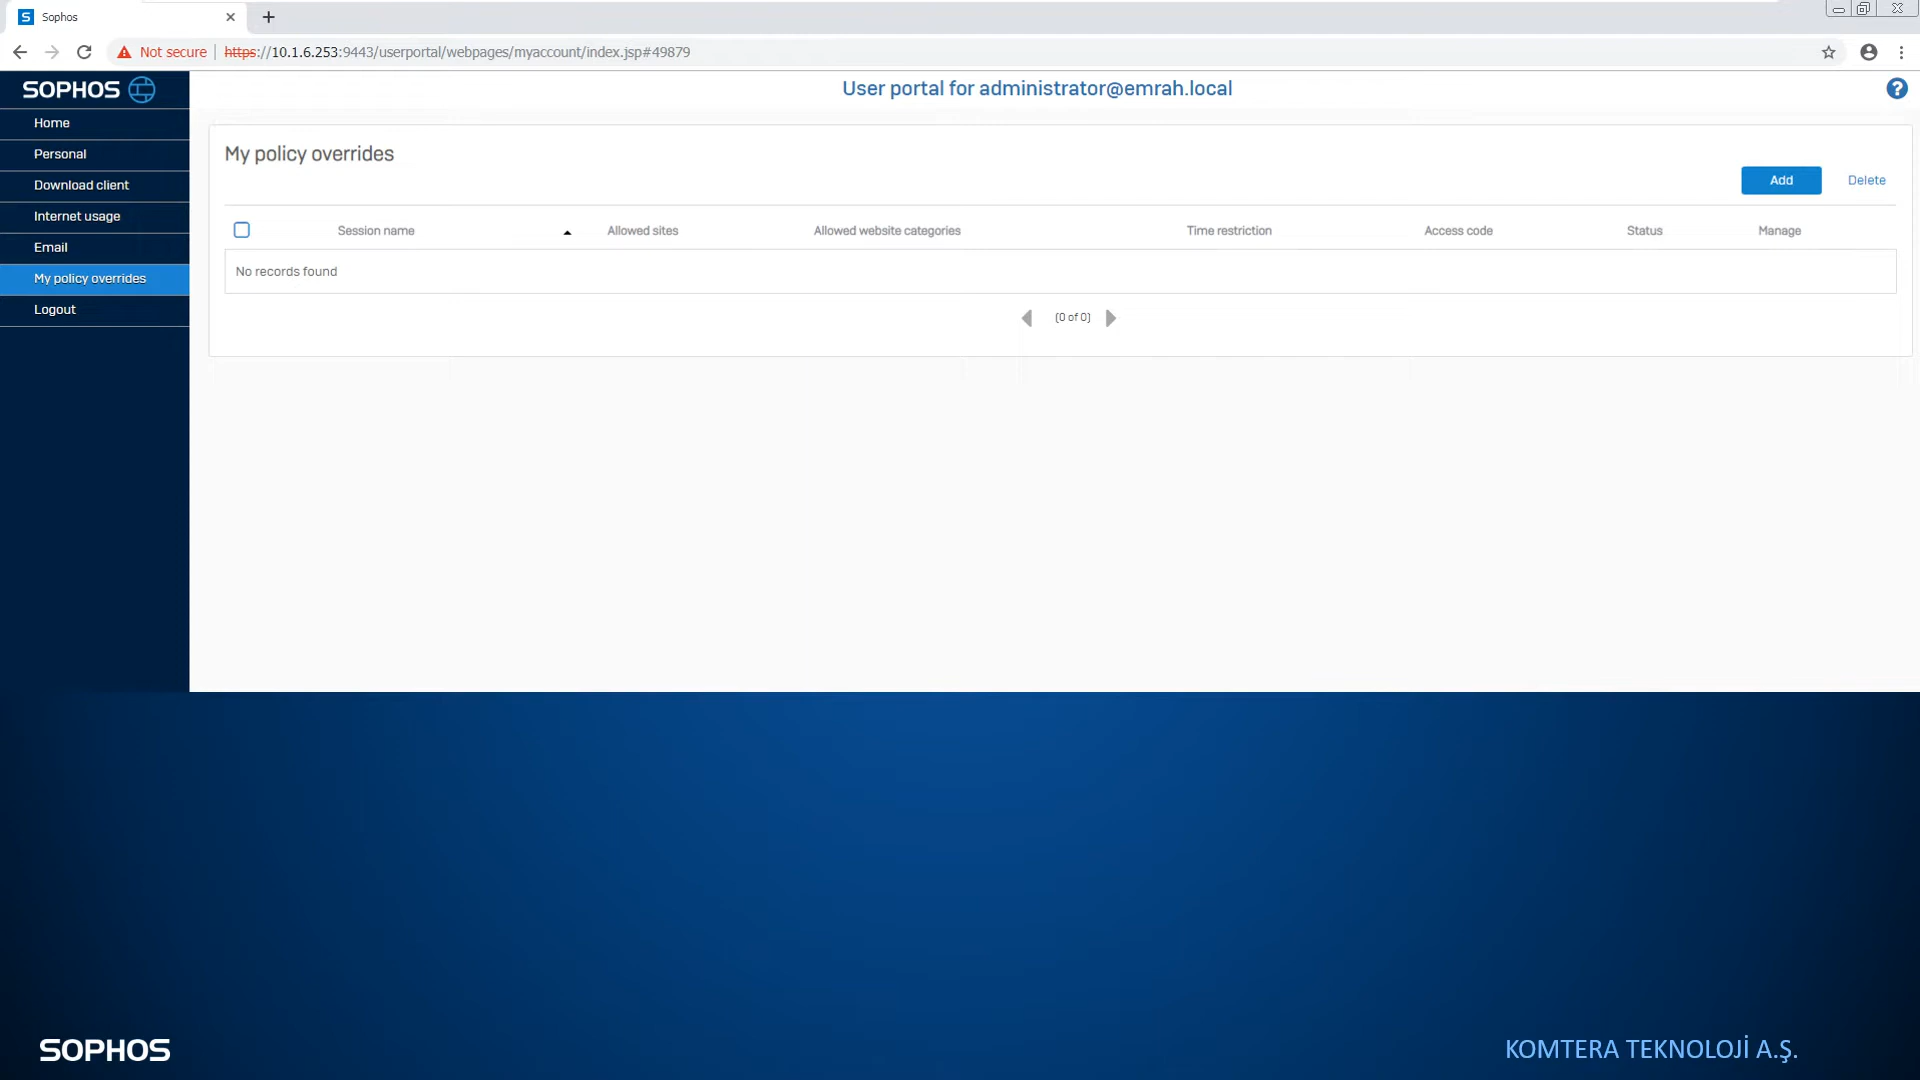 S Sophos
Not secure | https://10.1.6.253:9443/userportal/webpages/myaccount/index.jsp#49879
SOPHOS
User portal for administrator@emrah.local
?
Home
Personal
Download client
Internet usage
Email
My policy overrides
Logout
My policy overrides
Add Delete
Session name Allowed sites Allowed website categories Time restriction Access code Status Manage
No records found
(0 of 0)
SOPHOS
KOMTERA TEKNOLOJİ A.Ş.